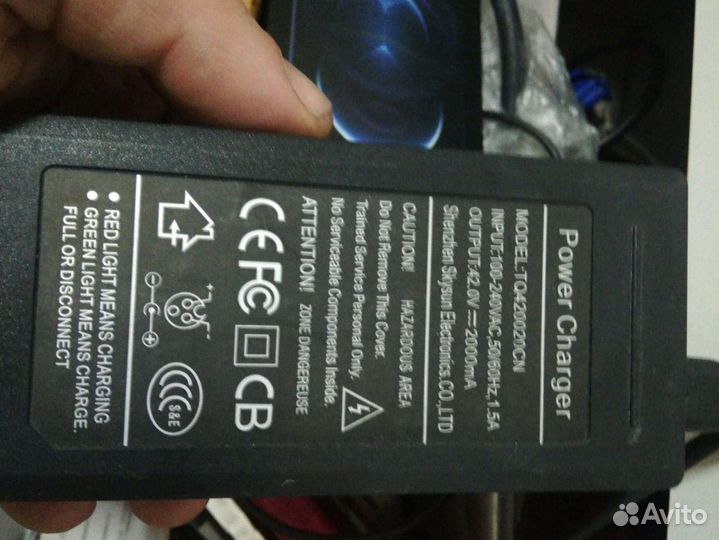 Power Charger
MODEL:TQ420020CN
INPUT:100-240VAC,50/60Hz,1.5A
OUTPUT:42.0V⎓2000mA
Shenzhen Skysun Electronics.CO.,LTD
CAUTION! HAZARDOUS AREA
Do Not Remove This Cover.
Trained Service Personal Only.
No Serviceable Components Inside.
ATTENTION! ZONE DANGEREUSE
CE FC CB
CCC S&E
● RED LIGHT MEANS CHARGING
● GREEN LIGHT MEANS CHARGE.
FULL OR DISCONNECT
Avito